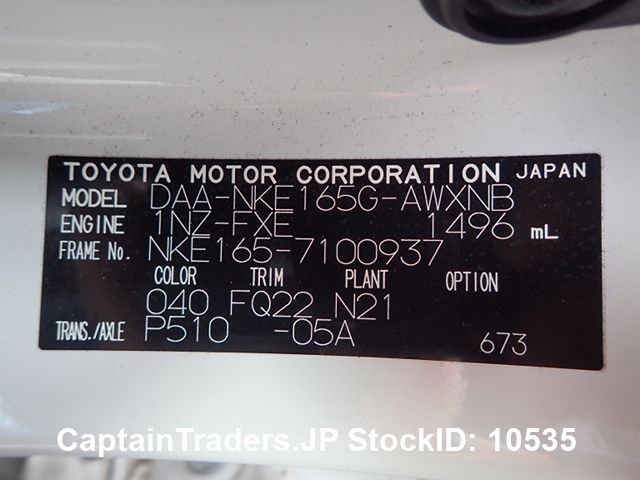 TOYOTA MOTOR CORPORATION JAPAN
MODEL DAA-NKE165G-AWXNB
ENGINE 1NZ-FXE 1496 mL
FRAME No. NKE165-7100937
COLOR TRIM PLANT OPTION
040 FQ22 N21
TRANS./AXLE P510 -05A 673
CaptainTraders.JP StockID: 10535